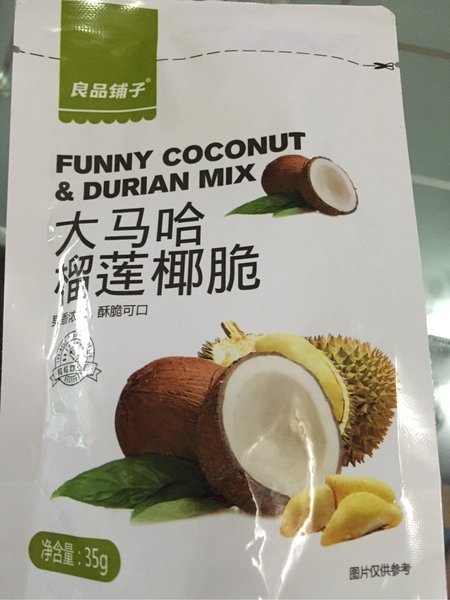 良品铺子®
FUNNY COCONUT
& DURIAN MIX
大马哈
榴莲椰脆
酥脆可口
净含量:35g
图片仅供参考